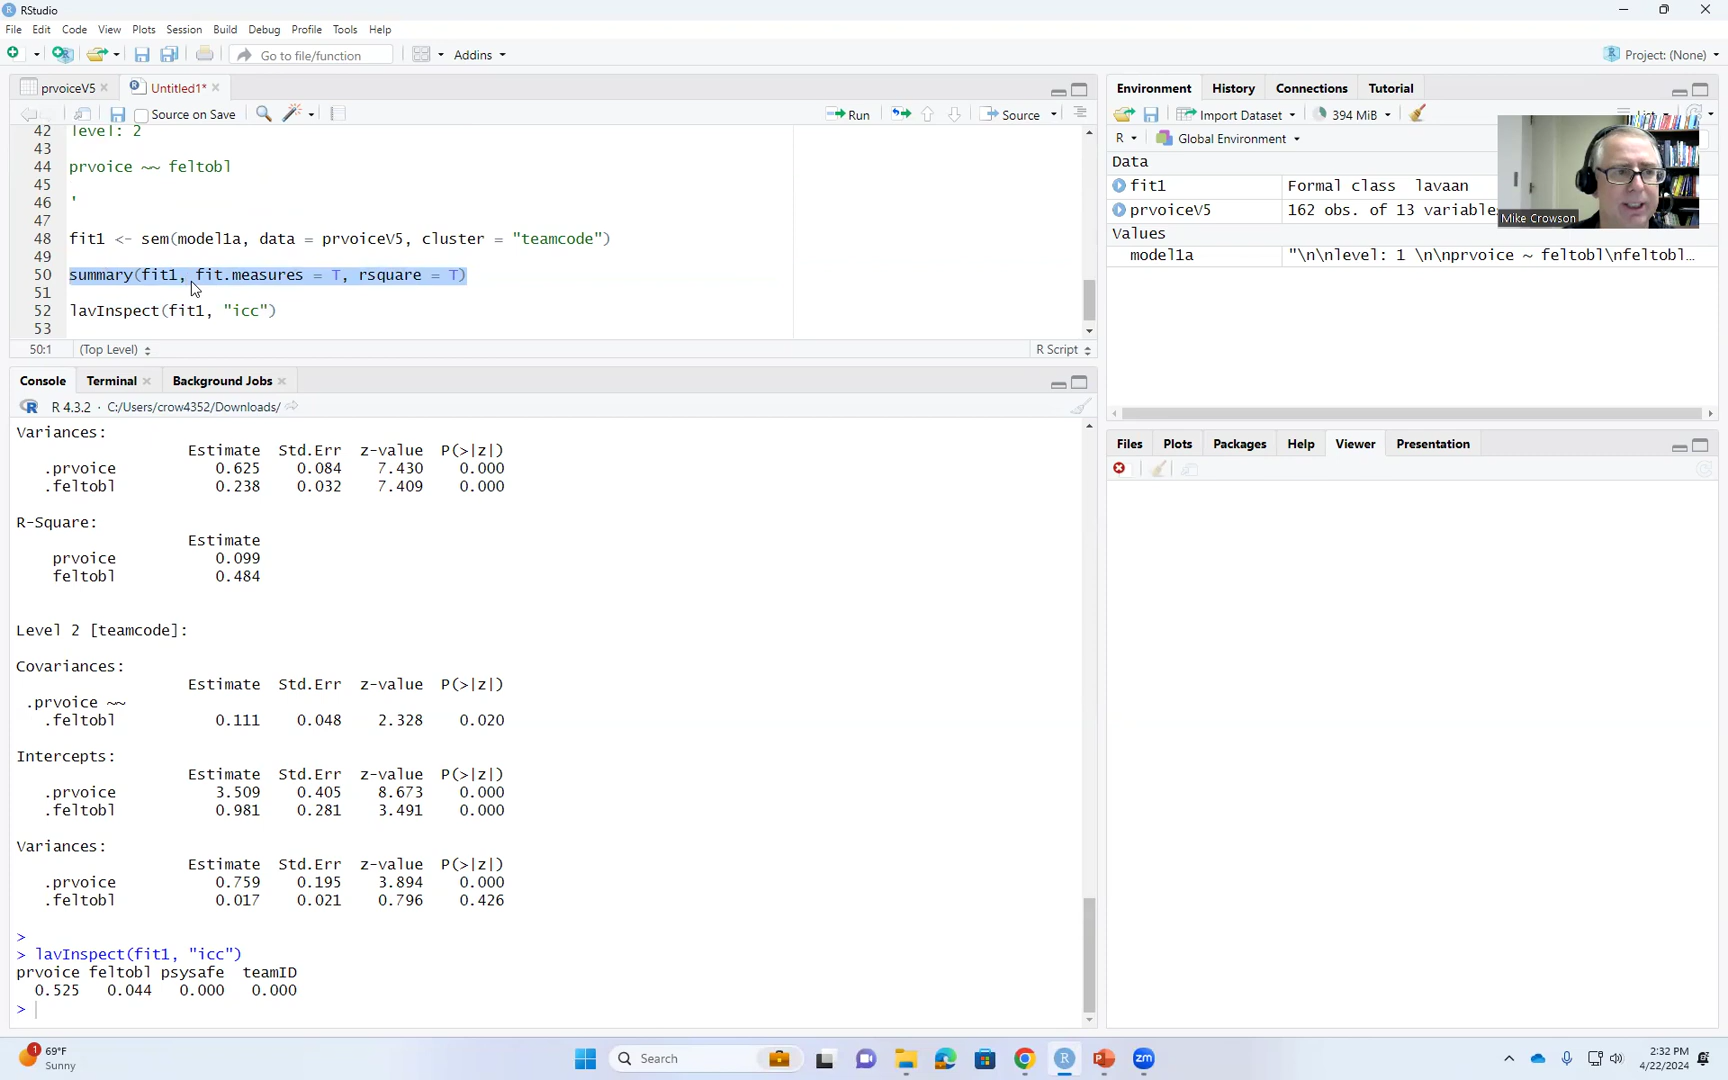 RStudio
File Edit Code View Plots Session Build Debug Profile Tools Help
Go to file/function
Addins
Project: (None)
prvoiceV5
Untitled1*
Source on Save
Run
Source
42 level: 2
43
44 prvoice ~~ feltobl
45
46 '
47
48 fit1 <- sem(model1a, data = prvoiceV5, cluster = "teamcode")
49
50 summary(fit1, fit.measures = T, rsquare = T)
51
52 lavInspect(fit1, "icc")
53
50:1 (Top Level) R Script
Console Terminal Background Jobs
R 4.3.2 · C:/Users/crow4352/Downloads/
Variances:
Estimate Std.Err z-value P(>|z|)
.prvoice 0.625 0.084 7.430 0.000
.feltobl 0.238 0.032 7.409 0.000
R-Square:
Estimate
prvoice 0.099
feltobl 0.484
Level 2 [teamcode]:
Covariances:
Estimate Std.Err z-value P(>|z|)
.prvoice ~~
.feltobl 0.111 0.048 2.328 0.020
Intercepts:
Estimate Std.Err z-value P(>|z|)
.prvoice 3.509 0.405 8.673 0.000
.feltobl 0.981 0.281 3.491 0.000
Variances:
Estimate Std.Err z-value P(>|z|)
.prvoice 0.759 0.195 3.894 0.000
.feltobl 0.017 0.021 0.796 0.426
>
> lavInspect(fit1, "icc")
prvoice feltobl psysafe teamID
0.525 0.044 0.000 0.000
>
Environment History Connections Tutorial
Import Dataset 394 MiB
List
R Global Environment
Data
fit1 Formal class lavaan
prvoiceV5 162 obs. of 13 variables
Values
model1a "\n\nlevel: 1 \n\nprvoice ~ feltobl\nfeltobl…
Mike Crowson
Files Plots Packages Help Viewer Presentation
1
69°F
Sunny
Search
zm
2:32 PM
4/22/2024